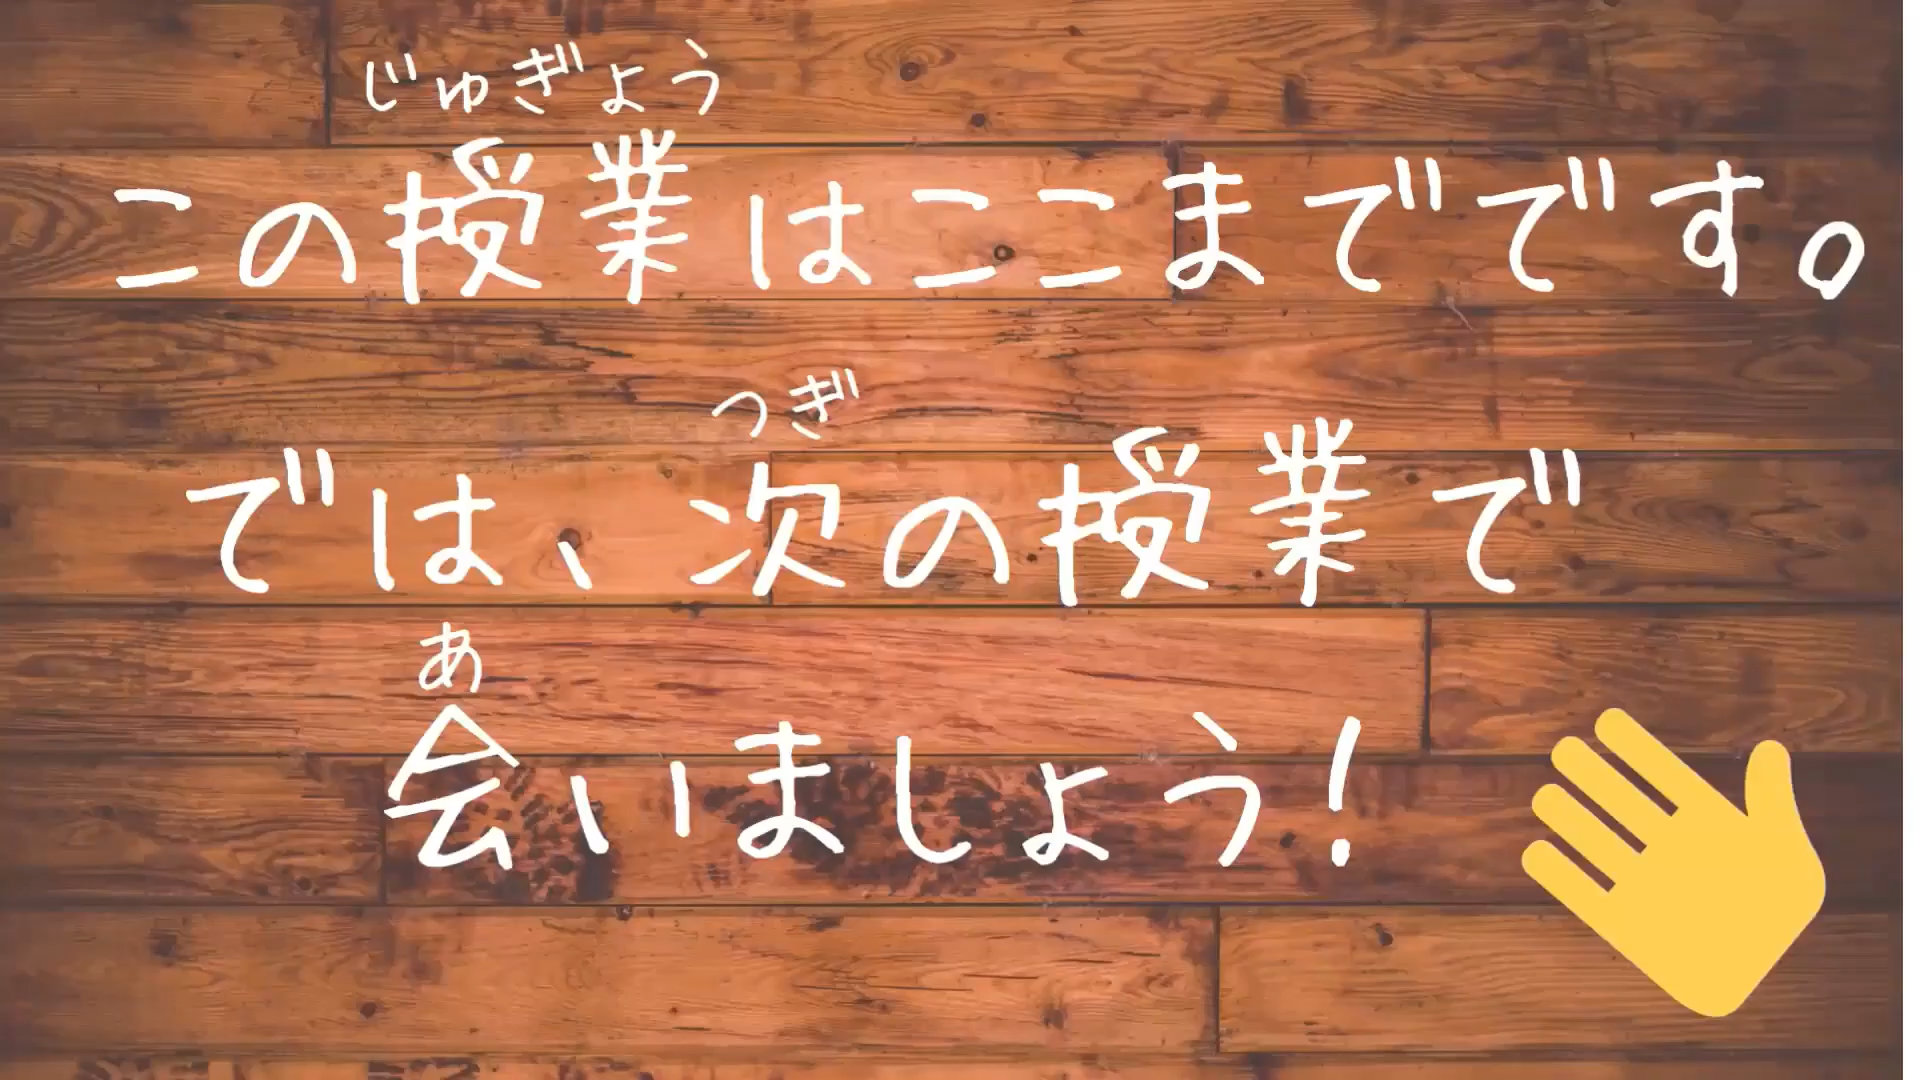 じゅぎょう
この授業はここまでです。
つぎ
では、次の授業で
あ
会いましょう!